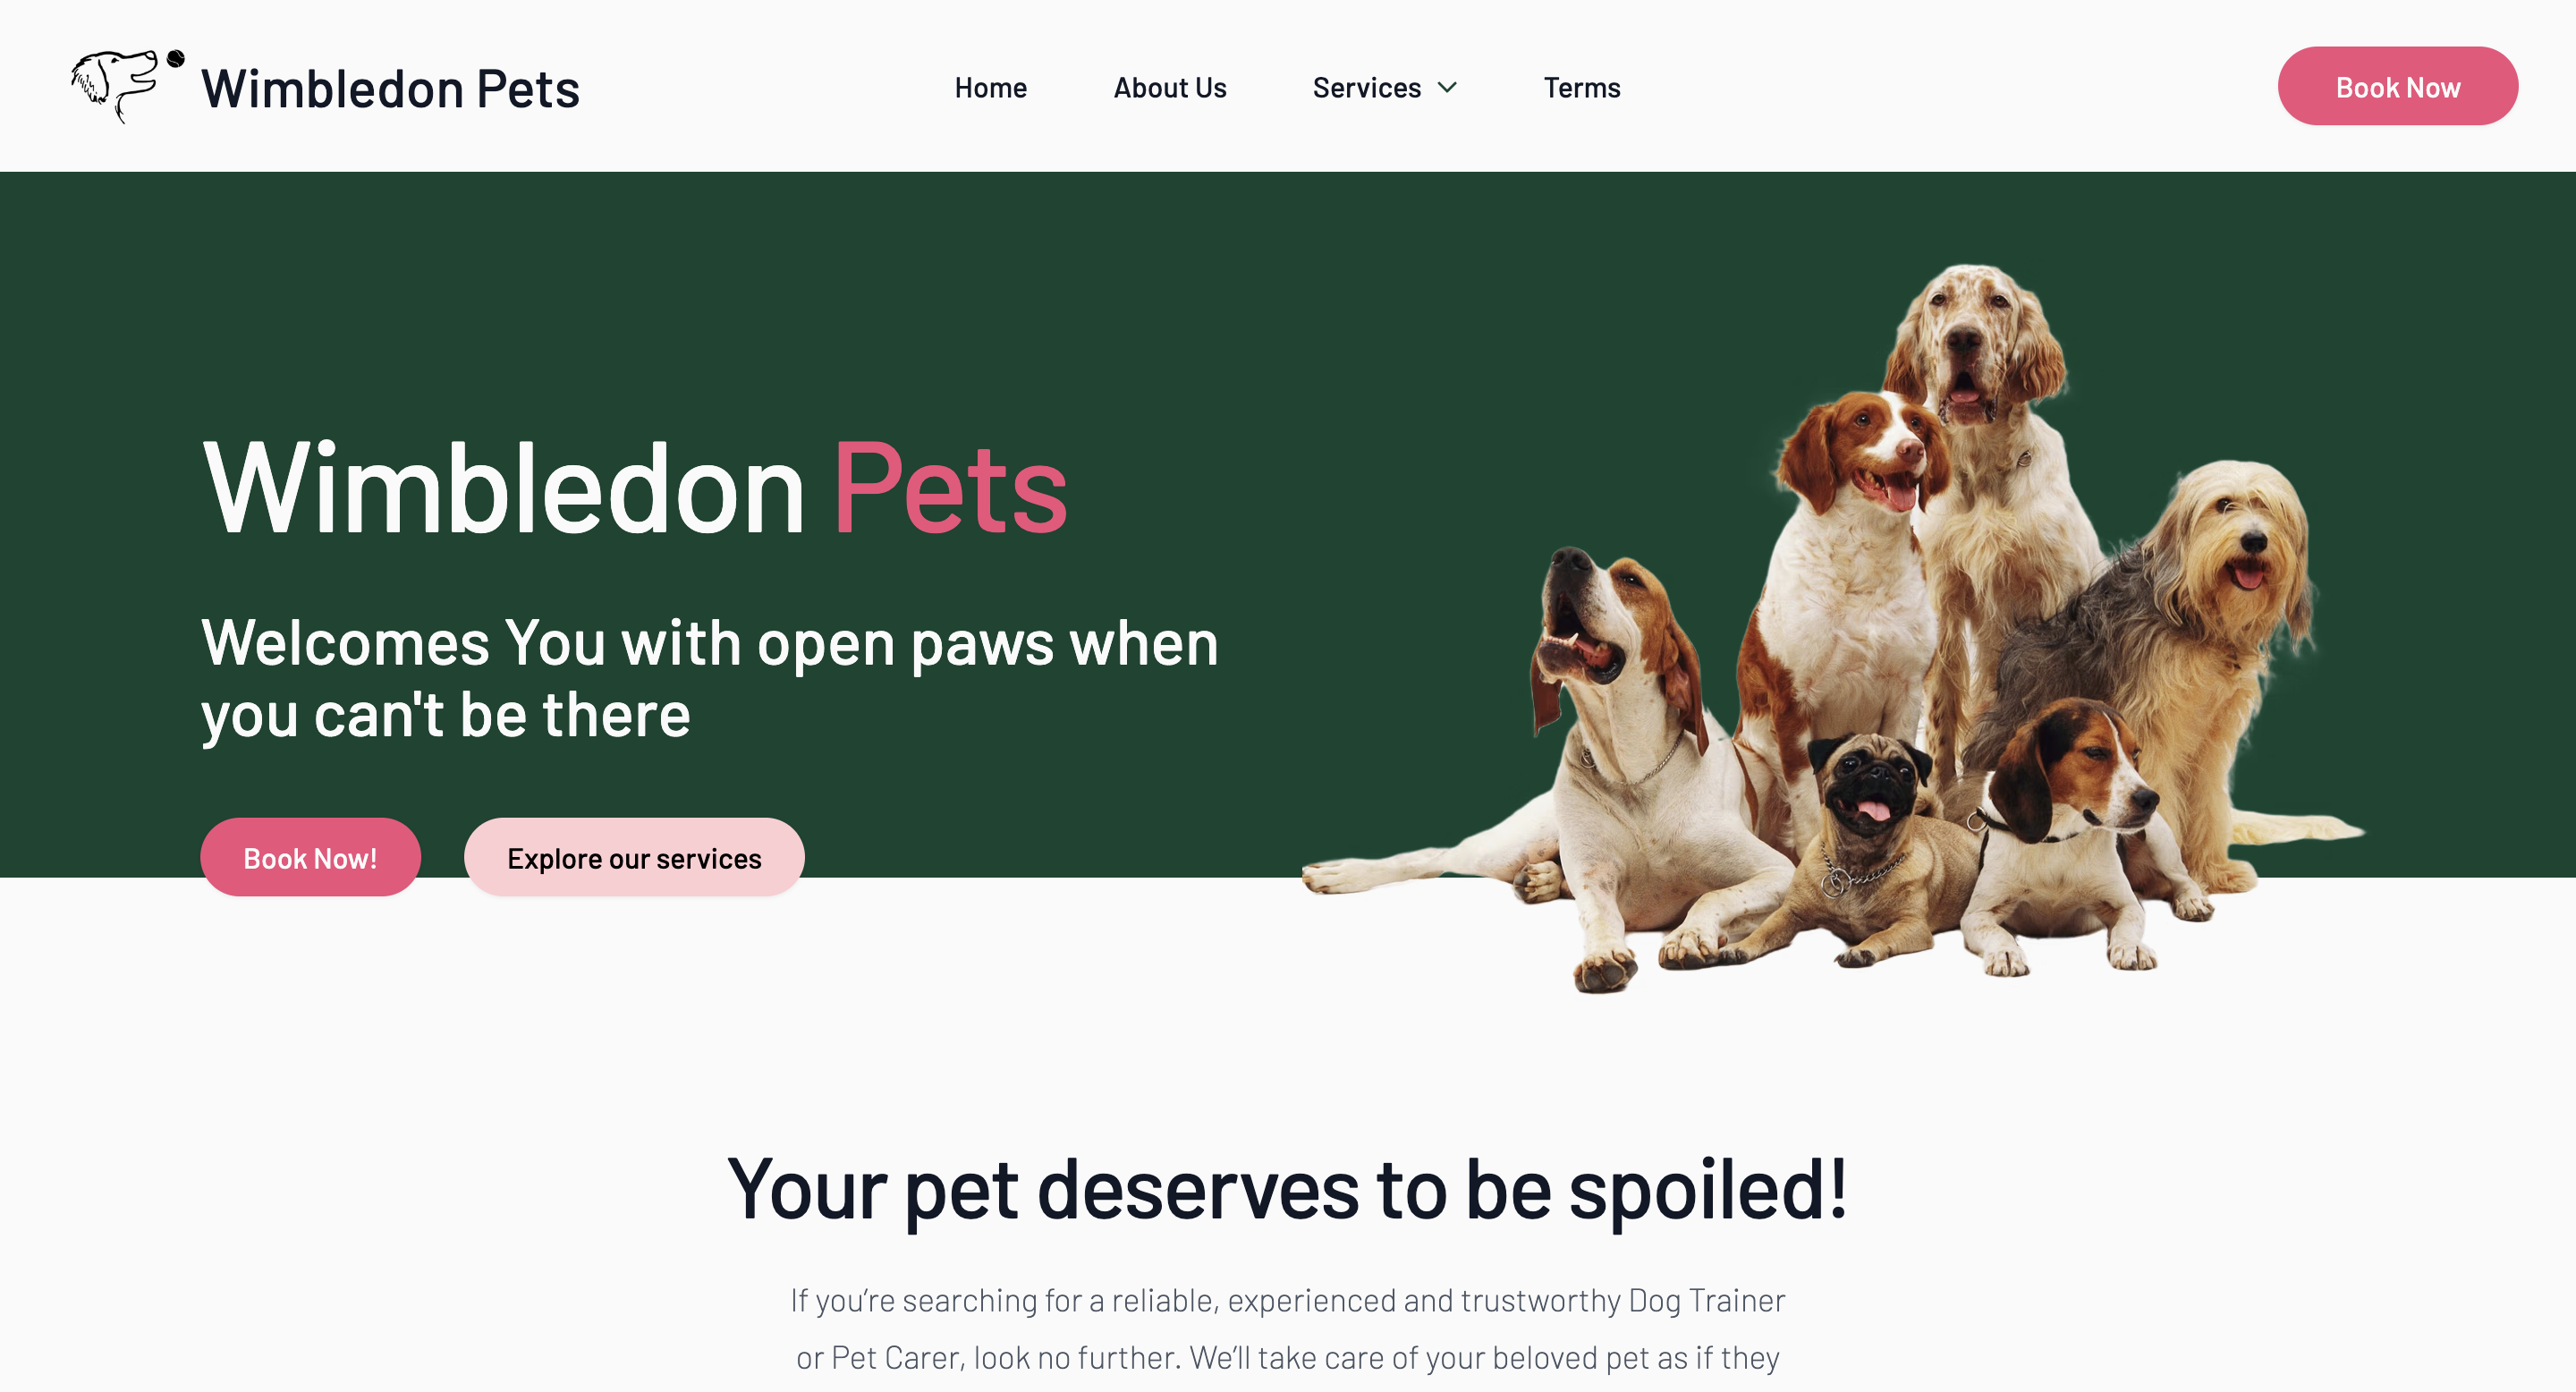 Wimbledon Pets
Home
About Us
Services
Terms
Book Now
Wimbledon Pets
Welcomes You with open paws when
you can't be there
Book Now!
Explore our services
Your pet deserves to be spoiled!
If you’re searching for a reliable, experienced and trustworthy Dog Trainer
or Pet Carer, look no further. We’ll take care of your beloved pet as if they